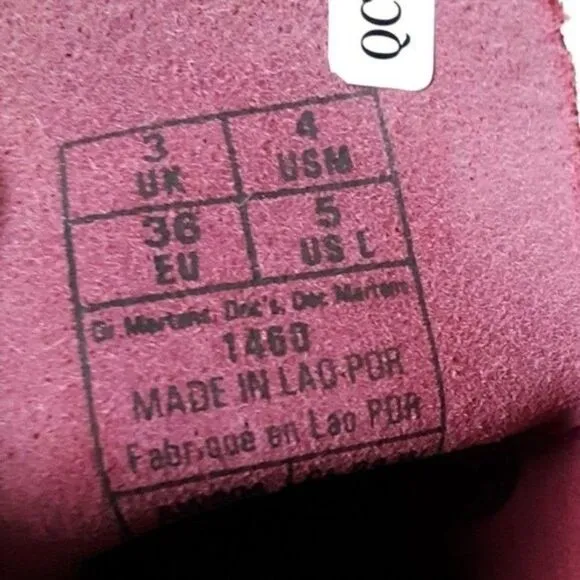 QC
3 4
UK USM
36 5
EU US L
Dr. Martens, Doc's, Doc Martens
1460
MADE IN LAO-PDR
Fabriqué en Lao PDR